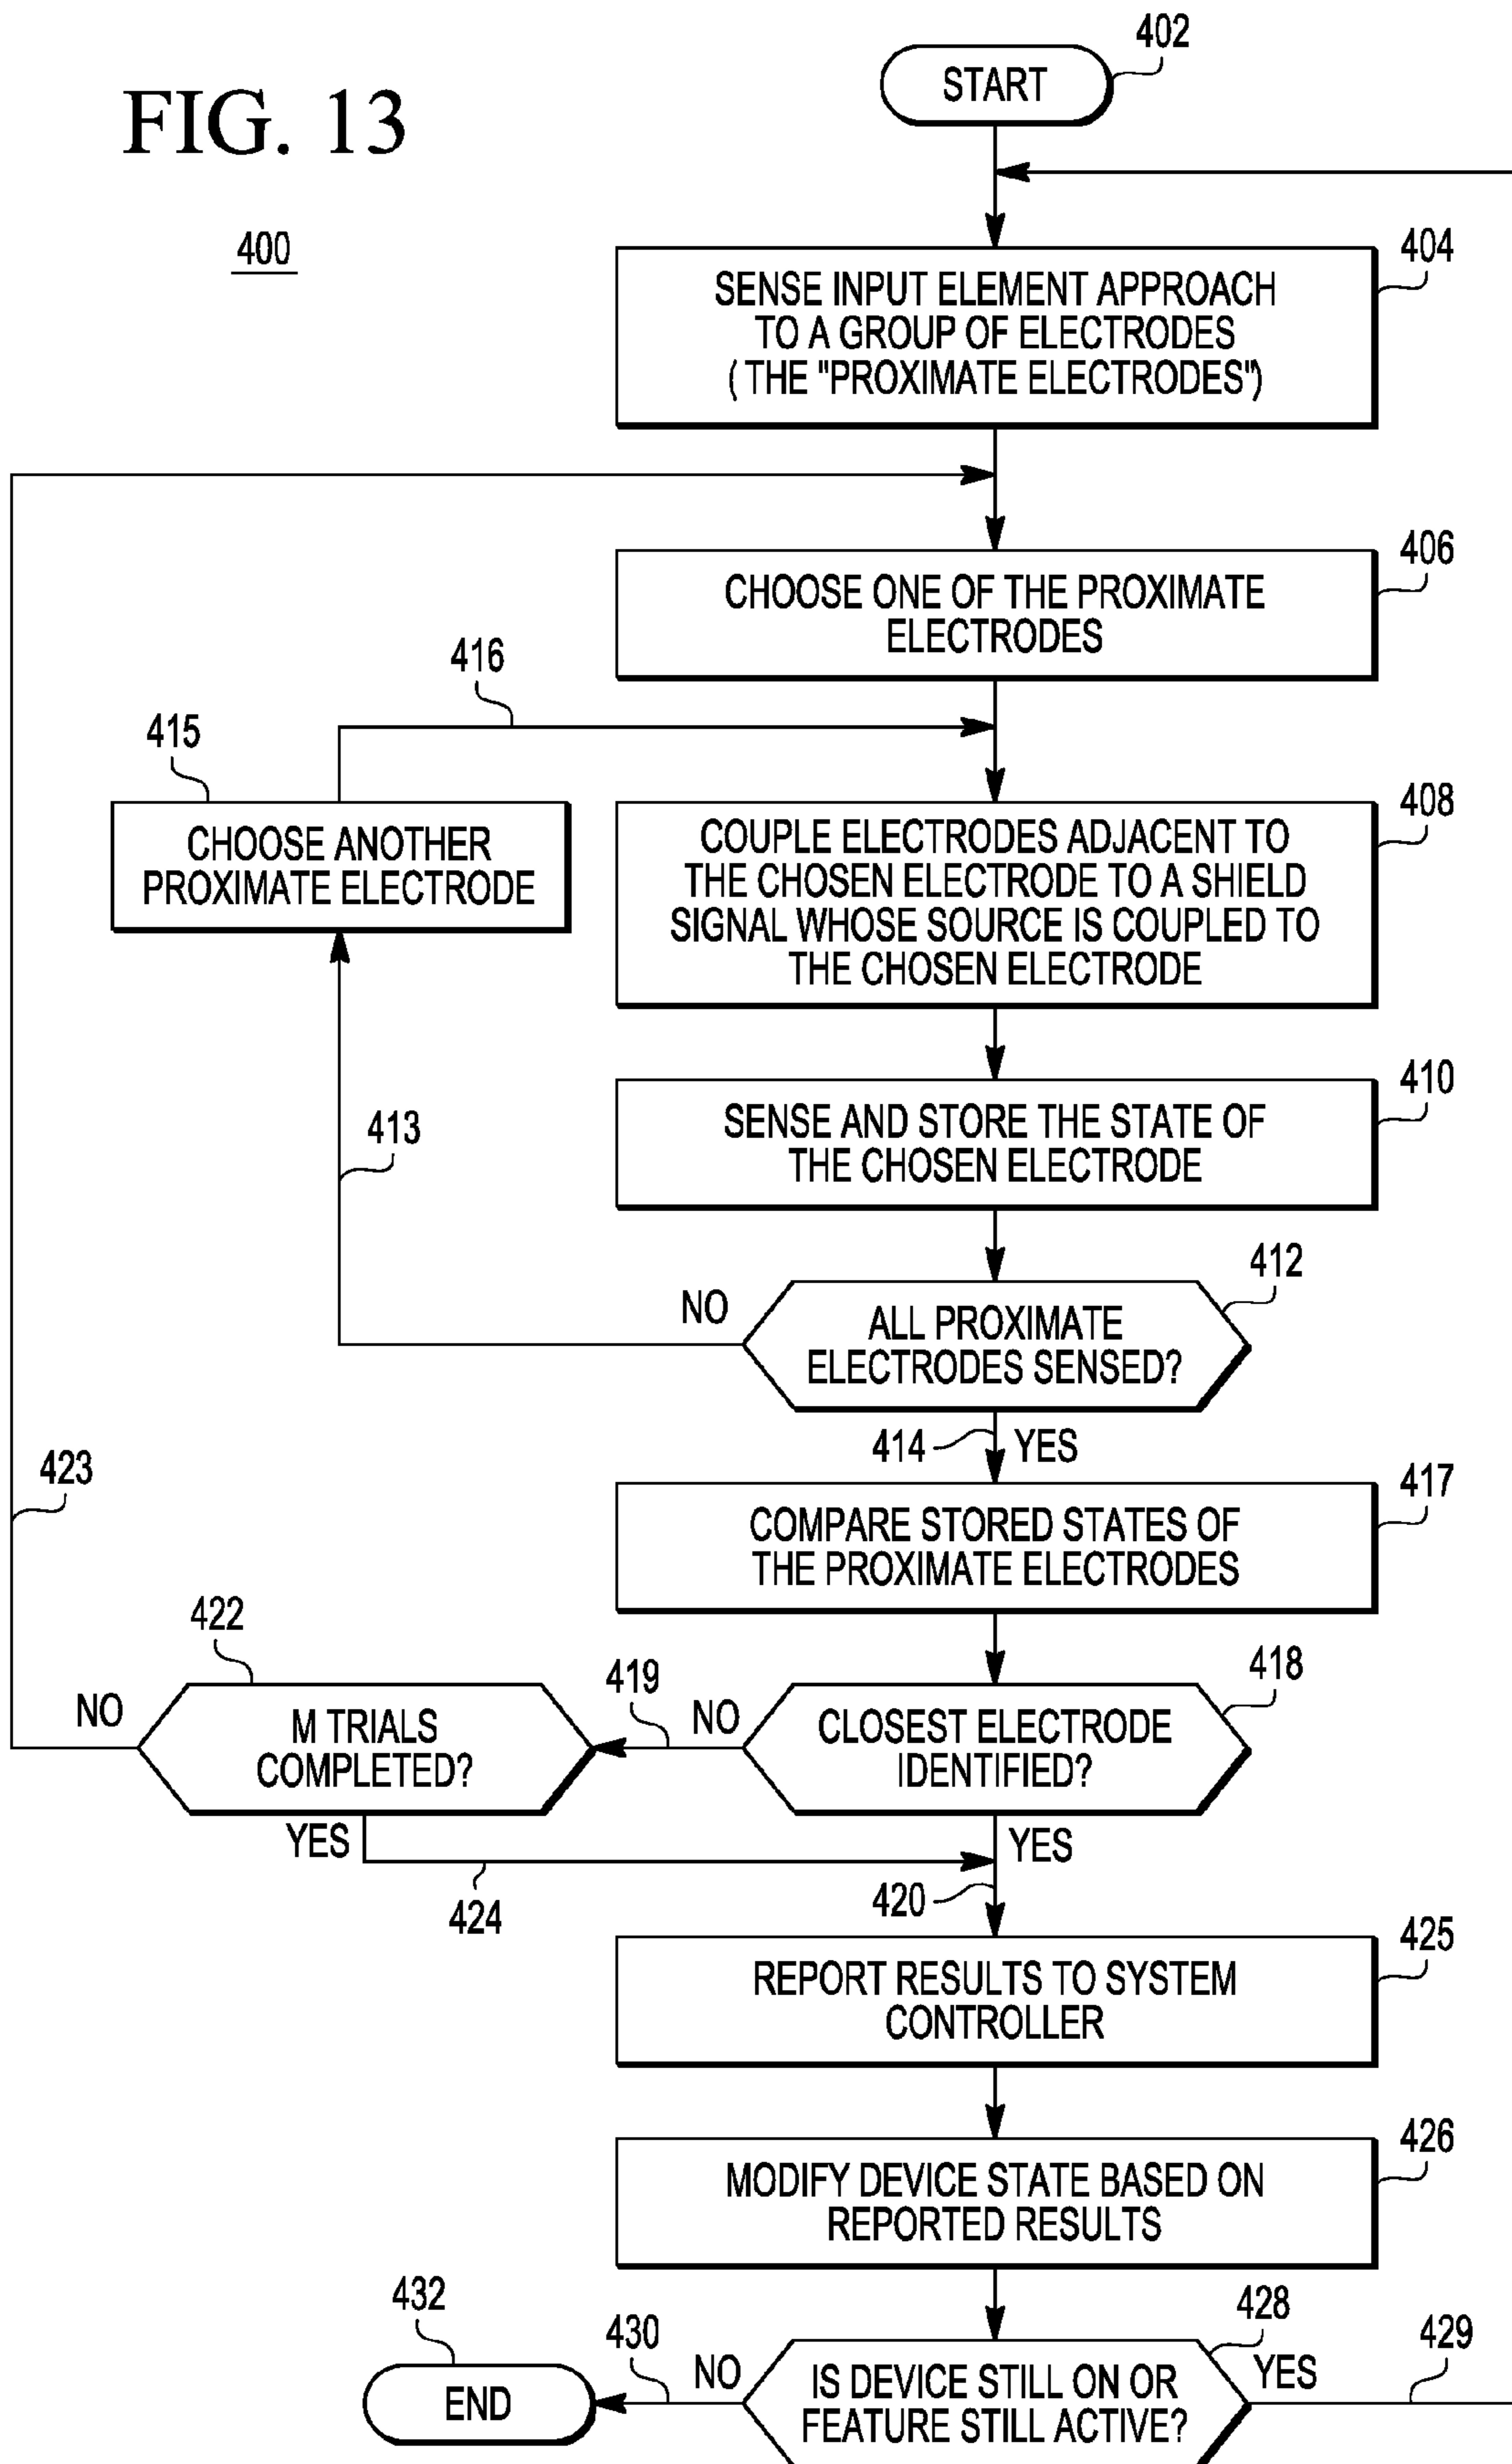 FIG. 13
400
402
START
404
SENSE INPUT ELEMENT APPROACH
TO A GROUP OF ELECTRODES
( THE "PROXIMATE ELECTRODES")
406
CHOOSE ONE OF THE PROXIMATE
ELECTRODES
416
415
CHOOSE ANOTHER
PROXIMATE ELECTRODE
408
COUPLE ELECTRODES ADJACENT TO
THE CHOSEN ELECTRODE TO A SHIELD
SIGNAL WHOSE SOURCE IS COUPLED TO
THE CHOSEN ELECTRODE
410
SENSE AND STORE THE STATE OF
THE CHOSEN ELECTRODE
413
412
NO
ALL PROXIMATE
ELECTRODES SENSED?
414
YES
423
417
COMPARE STORED STATES OF
THE PROXIMATE ELECTRODES
422
419
418
NO
M TRIALS
COMPLETED?
NO
CLOSEST ELECTRODE
IDENTIFIED?
YES
YES
424
420
425
REPORT RESULTS TO SYSTEM
CONTROLLER
426
MODIFY DEVICE STATE BASED ON
REPORTED RESULTS
432
430
428
429
END
NO
IS DEVICE STILL ON OR
FEATURE STILL ACTIVE?
YES